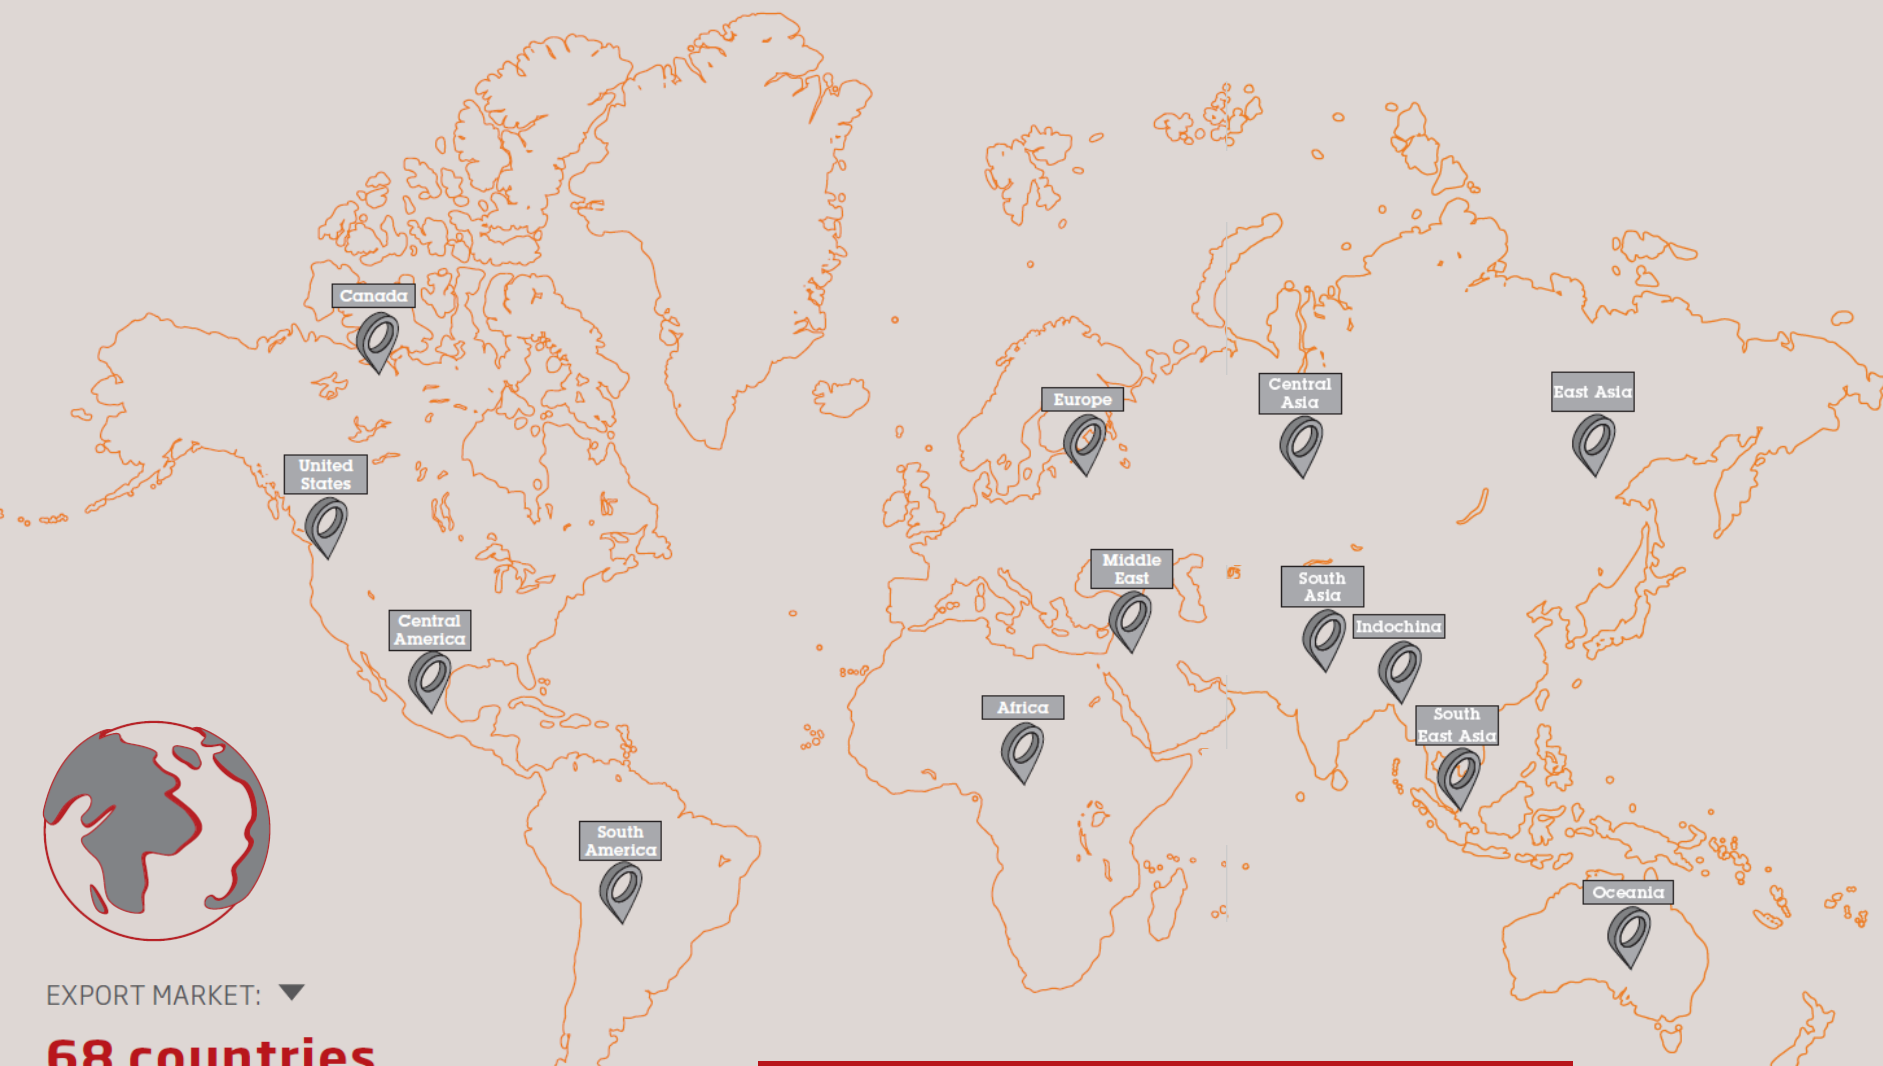 Canada
Europe
Central
Asia
East Asia
United
States
Middle
East
South
Asia
Central
America
Indochina
Africa
South
East Asia
South
America
Oceania
EXPORT MARKET:
68 countries